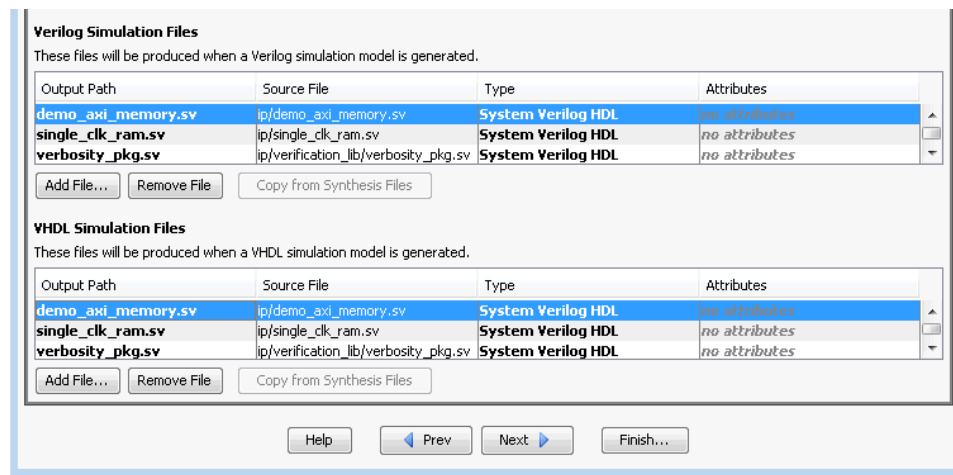 Verilog Simulation Files
These files will be produced when a Verilog simulation model is generated.
Output Path Source File Type Attributes
demo_axi_memory.sv ip/demo_axi_memory.sv System Verilog HDL no attributes
single_clk_ram.sv ip/single_clk_ram.sv System Verilog HDL no attributes
verbosity_pkg.sv ip/verification_lib/verbosity_pkg.sv System Verilog HDL no attributes
Add File... Remove File Copy from Synthesis Files
VHDL Simulation Files
These files will be produced when a VHDL simulation model is generated.
Output Path Source File Type Attributes
demo_axi_memory.sv ip/demo_axi_memory.sv System Verilog HDL no attributes
single_clk_ram.sv ip/single_clk_ram.sv System Verilog HDL no attributes
verbosity_pkg.sv ip/verification_lib/verbosity_pkg.sv System Verilog HDL no attributes
Add File... Remove File Copy from Synthesis Files
Help Prev Next Finish...